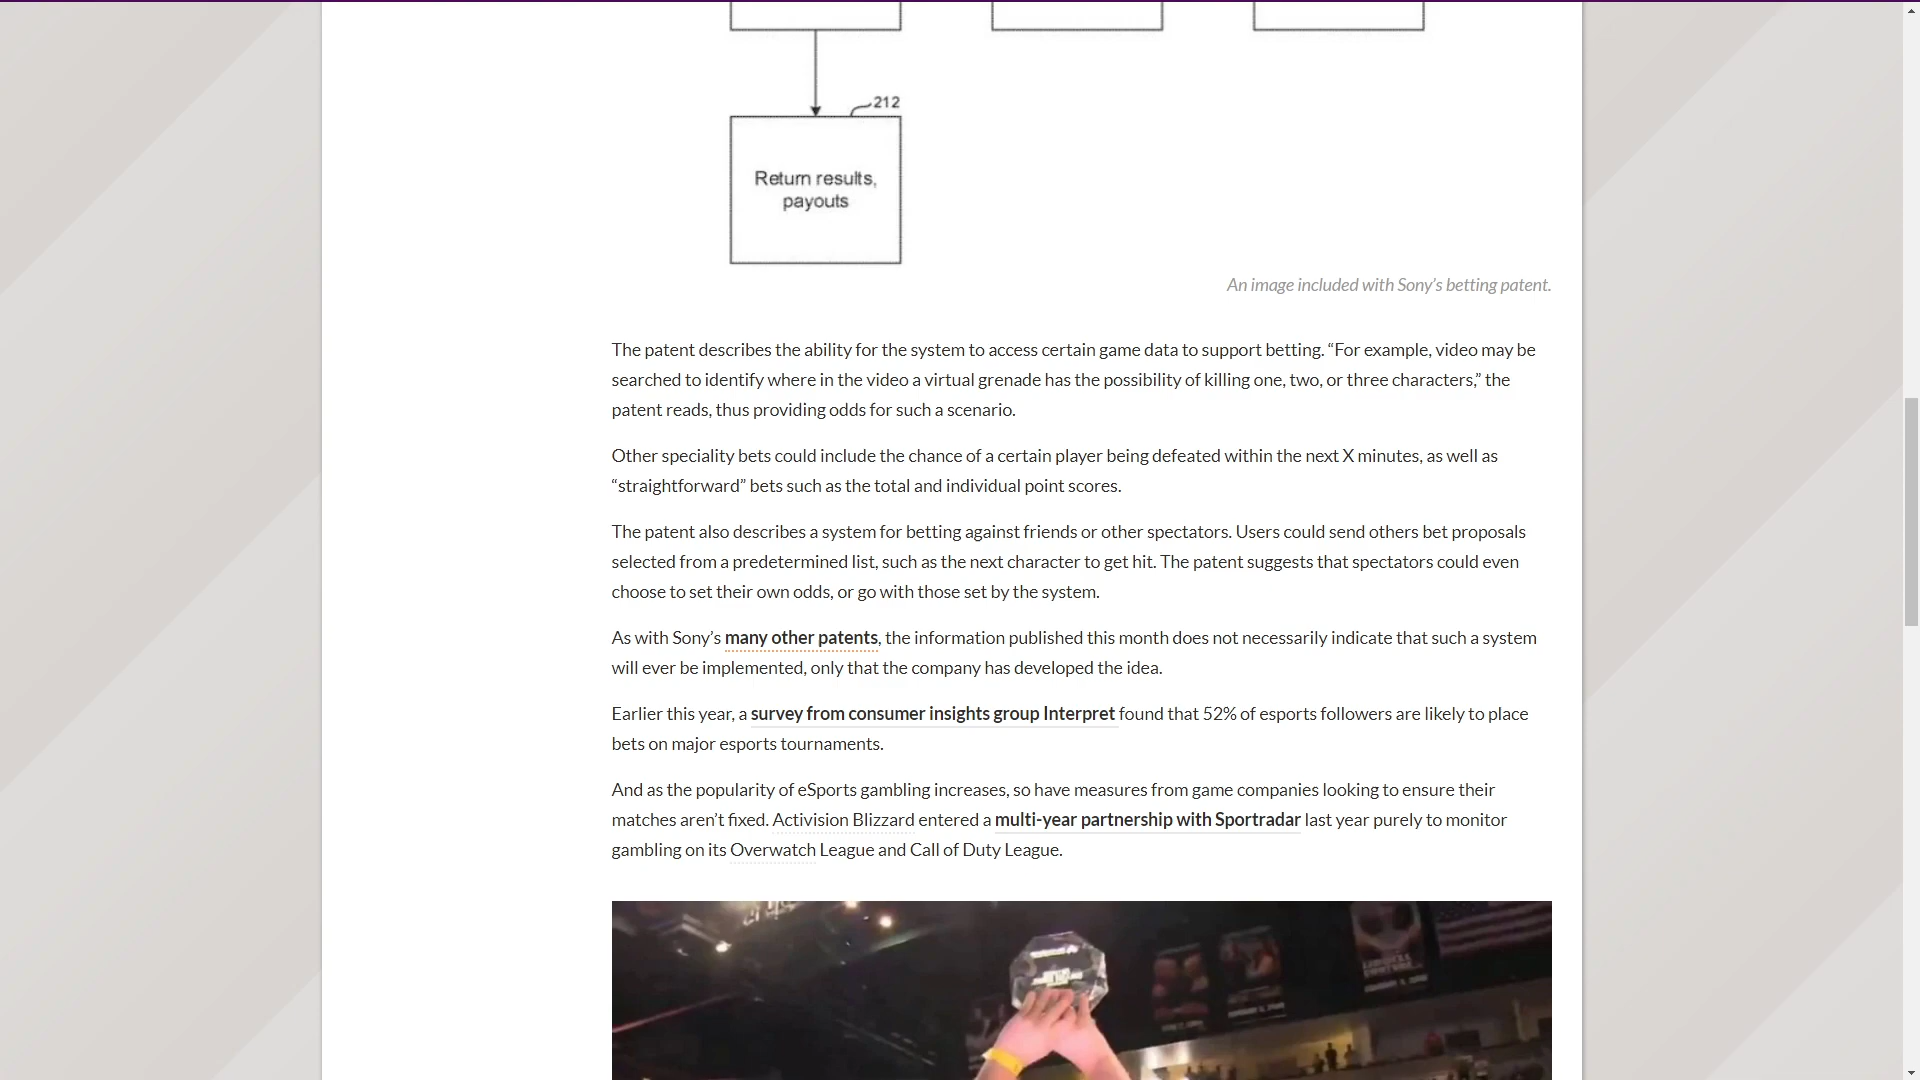 212
Return results,
payouts
An image included with Sony’s betting patent.
The patent describes the ability for the system to access certain game data to support betting. “For example, video may be
searched to identify where in the video a virtual grenade has the possibility of killing one, two, or three characters,” the
patent reads, thus providing odds for such a scenario.
Other speciality bets could include the chance of a certain player being defeated within the next X minutes, as well as
“straightforward” bets such as the total and individual point scores.
The patent also describes a system for betting against friends or other spectators. Users could send others bet proposals
selected from a predetermined list, such as the next character to get hit. The patent suggests that spectators could even
choose to set their own odds, or go with those set by the system.
As with Sony’s many other patents, the information published this month does not necessarily indicate that such a system
will ever be implemented, only that the company has developed the idea.
Earlier this year, a survey from consumer insights group Interpret found that 52% of esports followers are likely to place
bets on major esports tournaments.
And as the popularity of eSports gambling increases, so have measures from game companies looking to ensure their
matches aren’t fixed. Activision Blizzard entered a multi-year partnership with Sportradar last year purely to monitor
gambling on its Overwatch League and Call of Duty League.